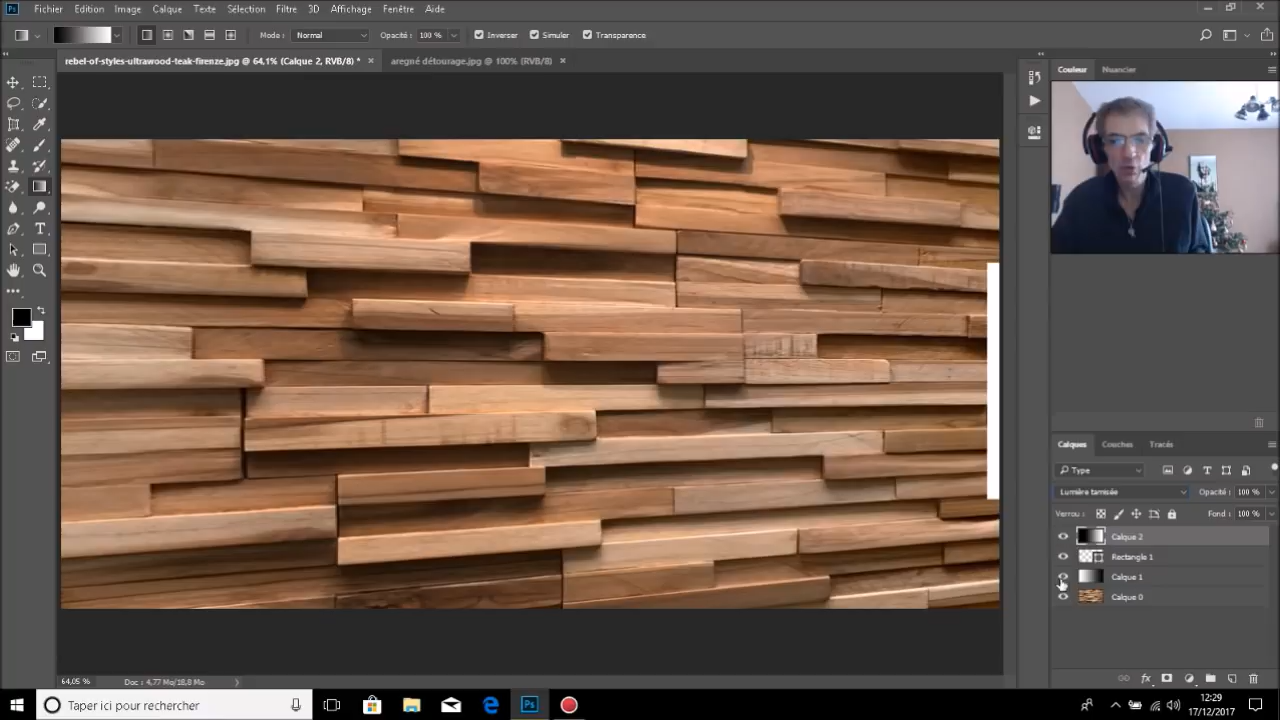 Ps Fichier Edition Image Calque Texte Sélection Filtre 3D Affichage Fenêtre Aide
Mode : Normal Opacité : 100 % Inverser Simuler Transparence
rebel-of-styles-ultrawood-teak-firenze.jpg @ 64,1% (Calque 2, RVB/8) * × aregné détourage.jpg @ 100% (RVB/8) ×
Couleur Nuancier
Calques Couches Tracés
Type
Lumière tamisée Opacité : 100 %
Verrou : Fond : 100 %
Calque 2
Rectangle 1
Calque 1
Calque 0
64,05 % Doc : 4,77 Mo/18,8 Mo
Taper ici pour rechercher
Ps
12:29
17/12/2017